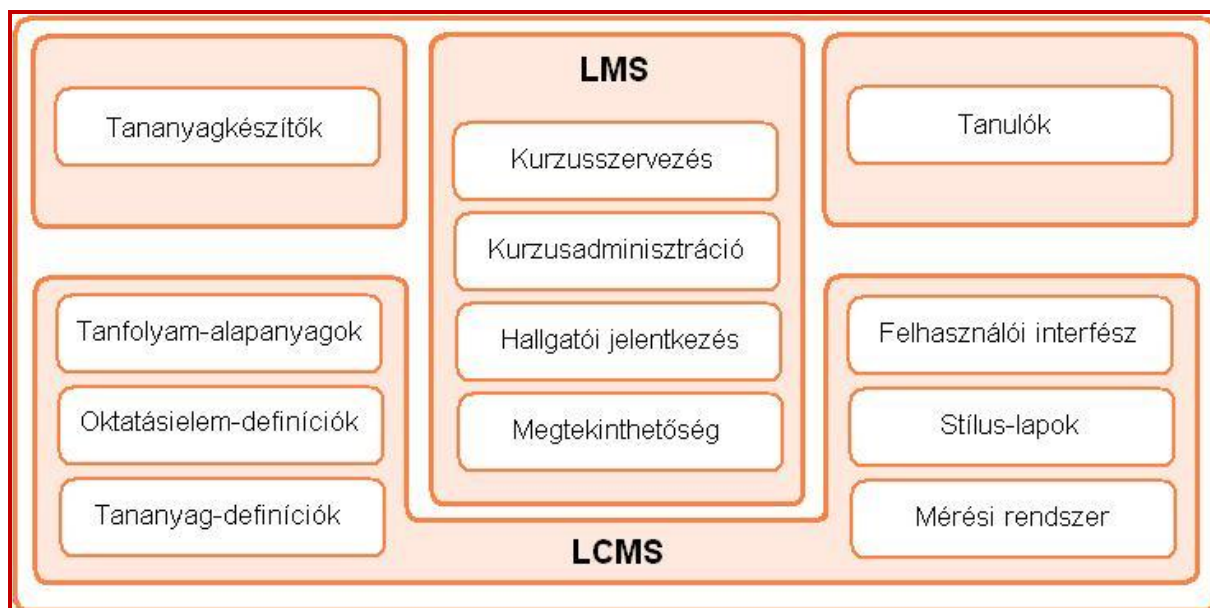 Tananyagkészítők
LMS
Kurzusszervezés
Kurzusadminisztráció
Hallgatói jelentkezés
Megtekinthetőség
Tanulók
Tanfolyam-alapanyagok
Oktatásielem-definíciók
Tananyag-definíciók
Felhasználói interfész
Stílus-lapok
Mérési rendszer
LCMS